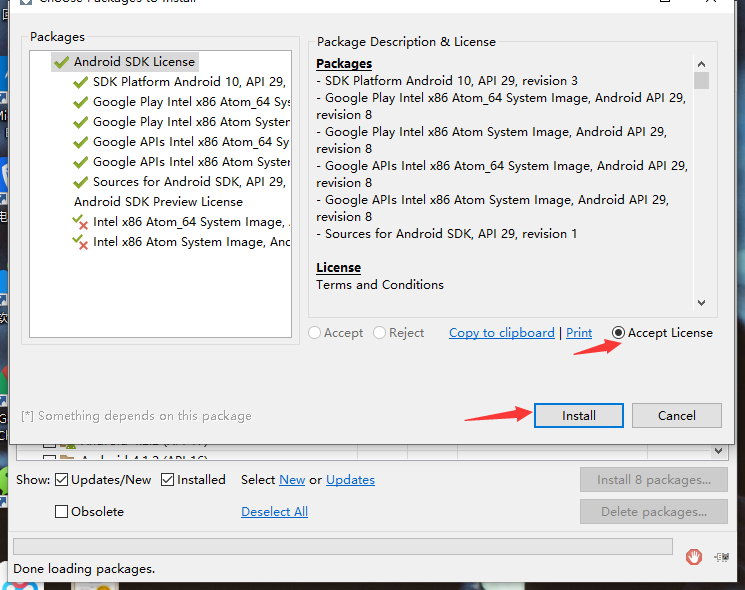 Choose Packages to Install
Packages
Android SDK License
SDK Platform Android 10, API 29,
Google Play Intel x86 Atom_64 Sys
Google Play Intel x86 Atom System
Google APIs Intel x86 Atom_64 Sy
Google APIs Intel x86 Atom Syster
Sources for Android SDK, API 29,
Android SDK Preview License
Intel x86 Atom_64 System Image, .
Intel x86 Atom System Image, And
Package Description & License
Packages
- SDK Platform Android 10, API 29, revision 3
- Google Play Intel x86 Atom_64 System Image, Android API 29,
revision 8
- Google Play Intel x86 Atom System Image, Android API 29,
revision 8
- Google APIs Intel x86 Atom_64 System Image, Android API 29,
revision 8
- Google APIs Intel x86 Atom System Image, Android API 29,
revision 8
- Sources for Android SDK, API 29, revision 1
License
Terms and Conditions
Accept Reject Copy to clipboard | Print Accept License
[*] Something depends on this package
Install Cancel
Android 4.1.2 (API 16)
Show: Updates/New Installed Select New or Updates Install 8 packages...
Obsolete Deselect All Delete packages...
Done loading packages.